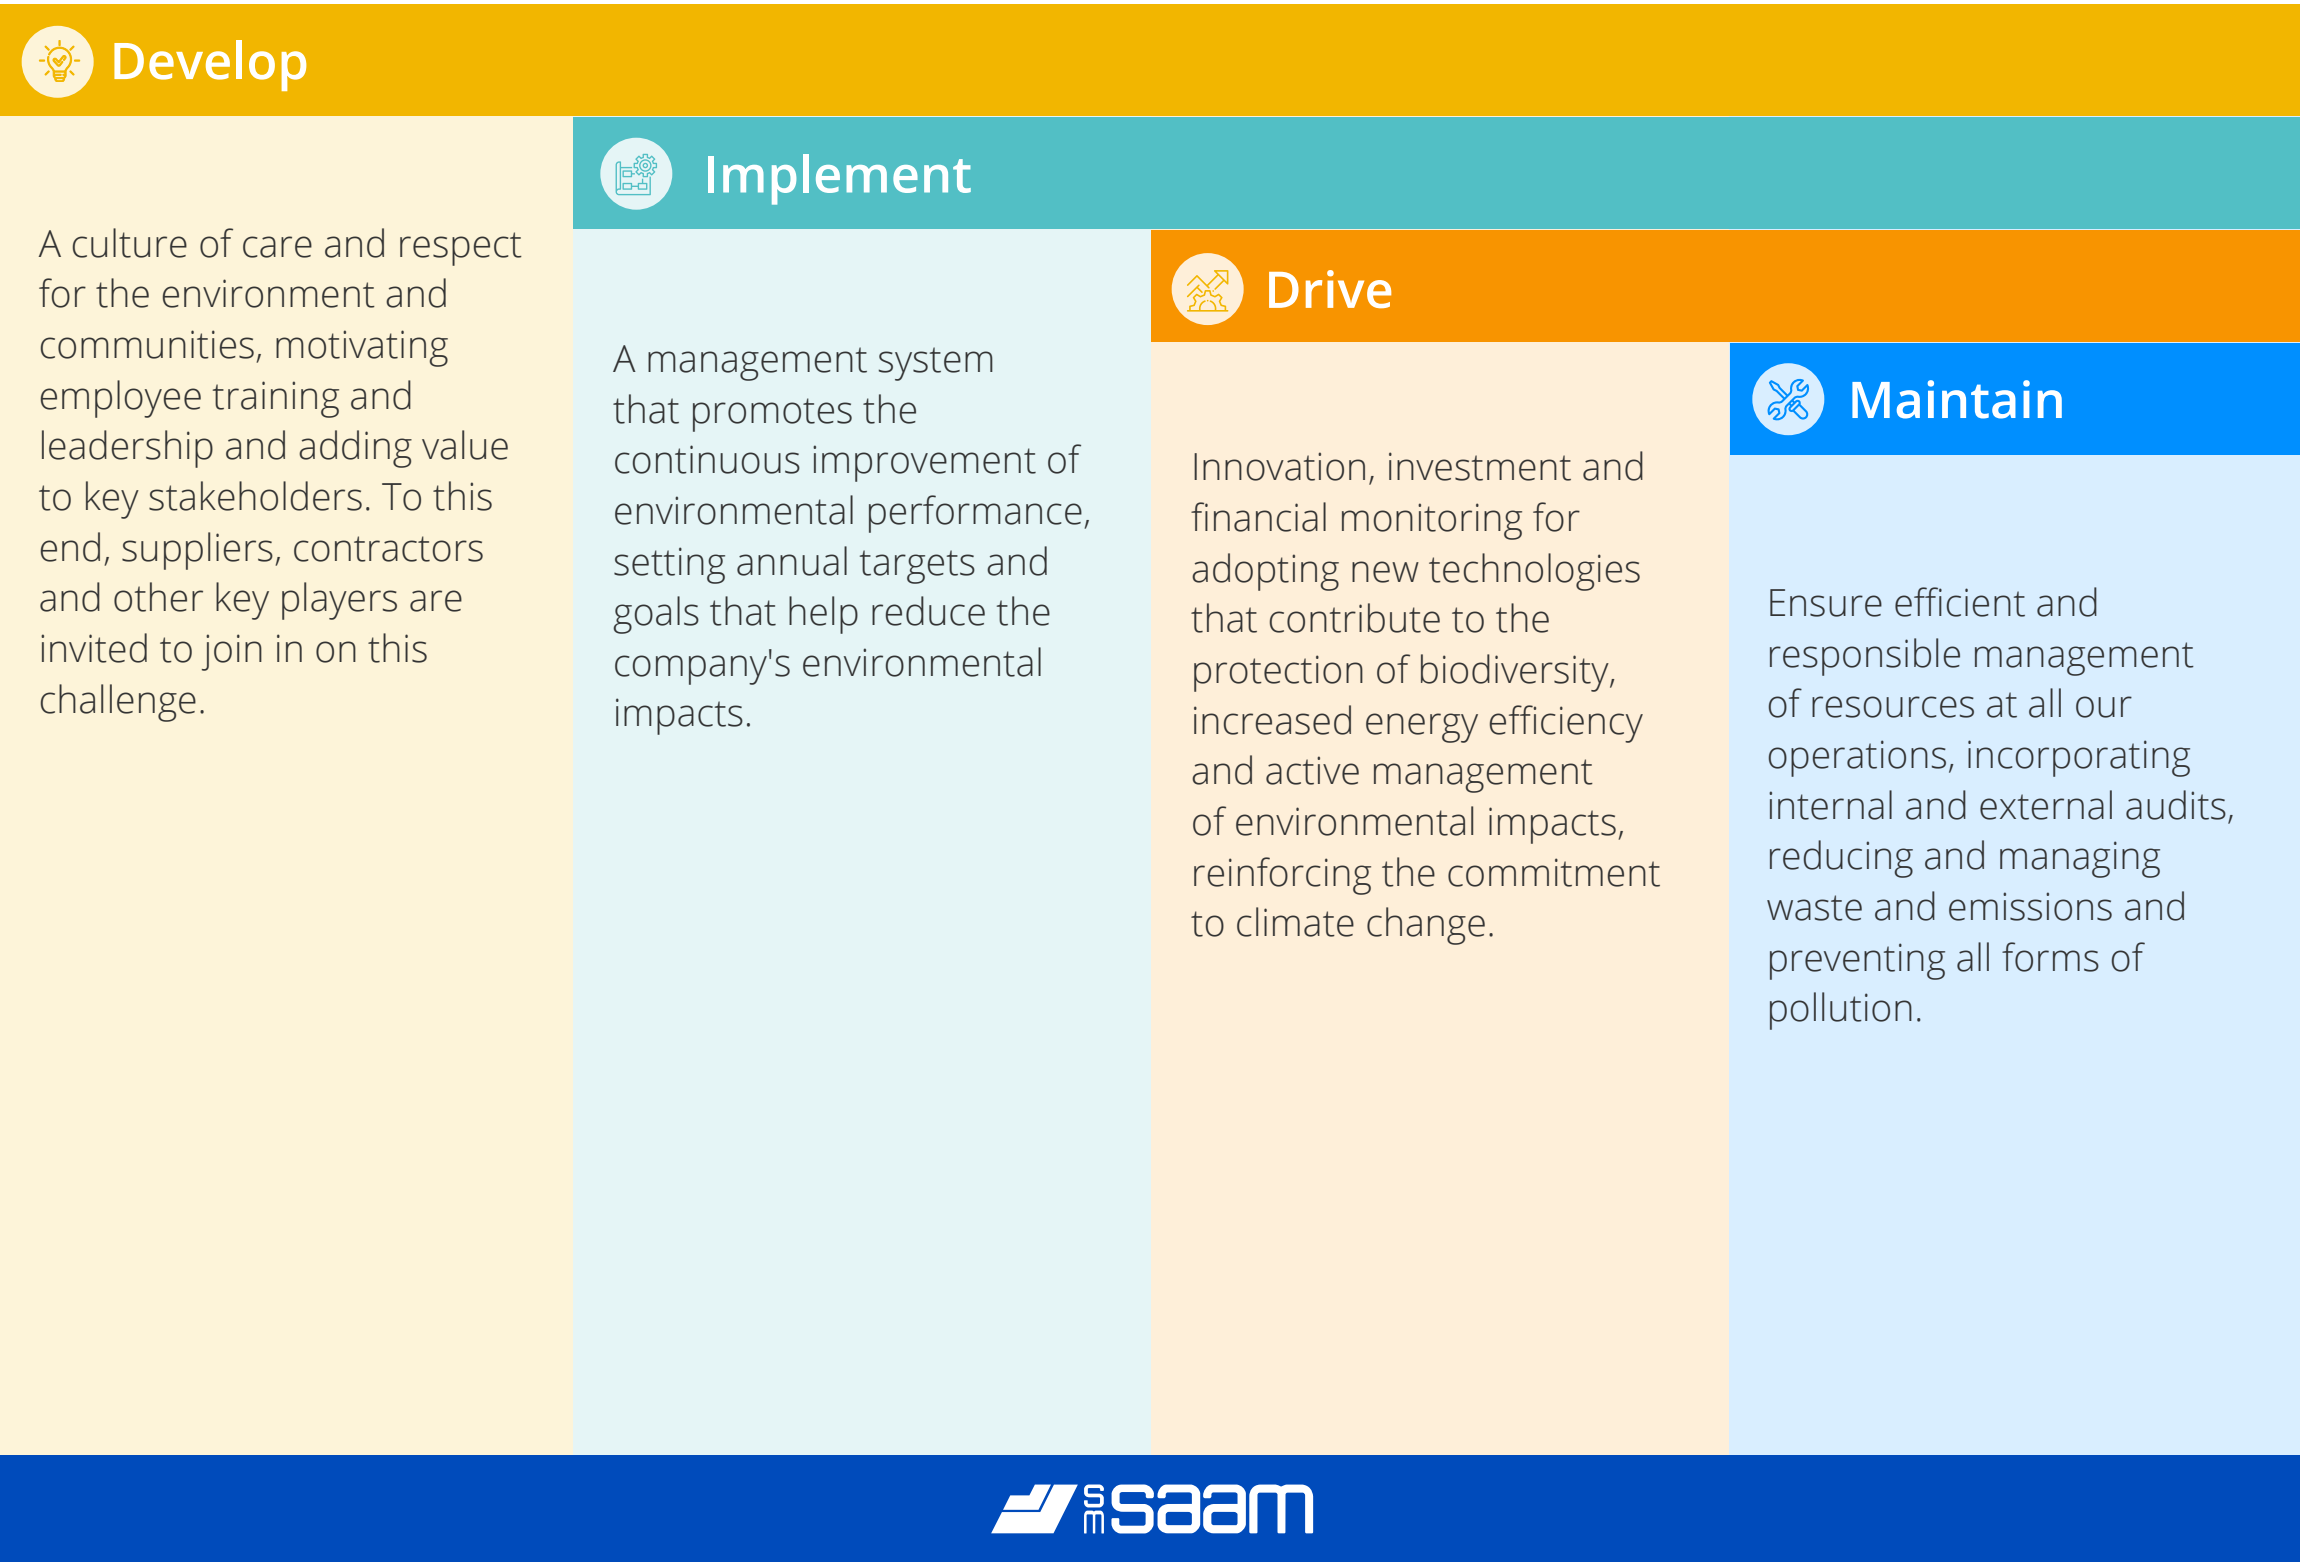 Develop
A culture of care and respect
for the environment and
communities, motivating
employee training and
leadership and adding value
to key stakeholders. To this
end, suppliers, contractors
and other key players are
invited to join in on this
challenge.
Implement
A management system
that promotes the
continuous improvement of
environmental performance,
setting annual targets and
goals that help reduce the
company's environmental
impacts.
Drive
Innovation, investment and
financial monitoring for
adopting new technologies
that contribute to the
protection of biodiversity,
increased energy efficiency
and active management
of environmental impacts,
reinforcing the commitment
to climate change.
Maintain
Ensure efficient and
responsible management
of resources at all our
operations, incorporating
internal and external audits,
reducing and managing
waste and emissions and
preventing all forms of
pollution.
sm saam